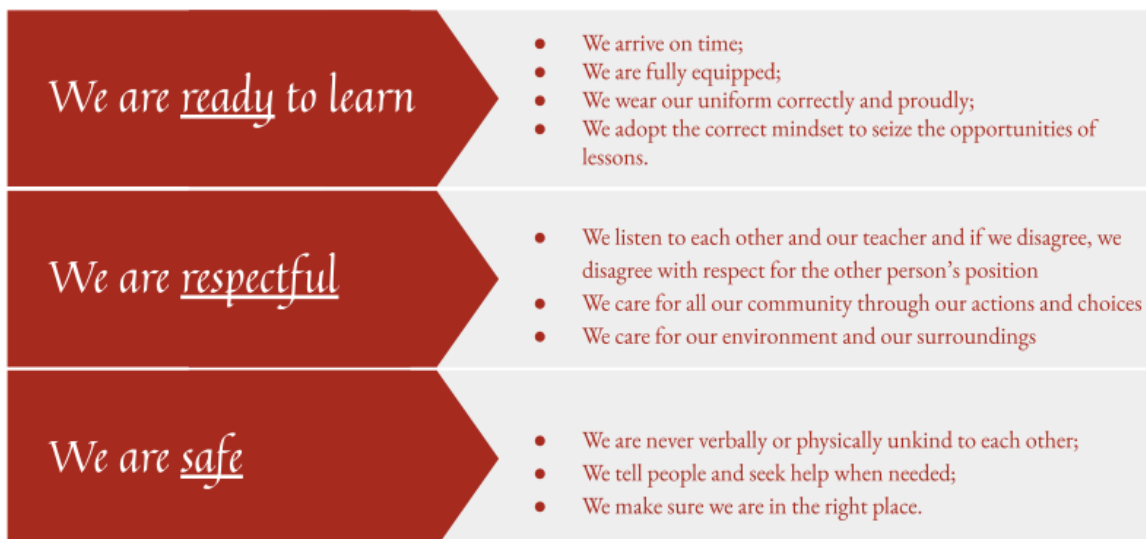 We are ready to learn
● We arrive on time;
● We are fully equipped;
● We wear our uniform correctly and proudly;
● We adopt the correct mindset to seize the opportunities of
lessons.
We are respectful
● We listen to each other and our teacher and if we disagree, we
disagree with respect for the other person’s position
● We care for all our community through our actions and choices
● We care for our environment and our surroundings
We are safe
● We are never verbally or physically unkind to each other;
● We tell people and seek help when needed;
● We make sure we are in the right place.